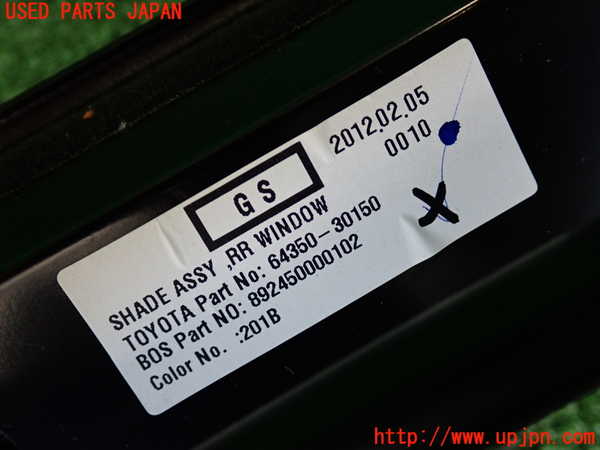 USED PARTS JAPAN
2012.02.05
0010
GS
SHADE ASSY ,RR WINDOW
TOYOTA Part No: 64350-30150
BOS Part NO: 892450000102
Color No. :201B
http://www.upjpn.com/